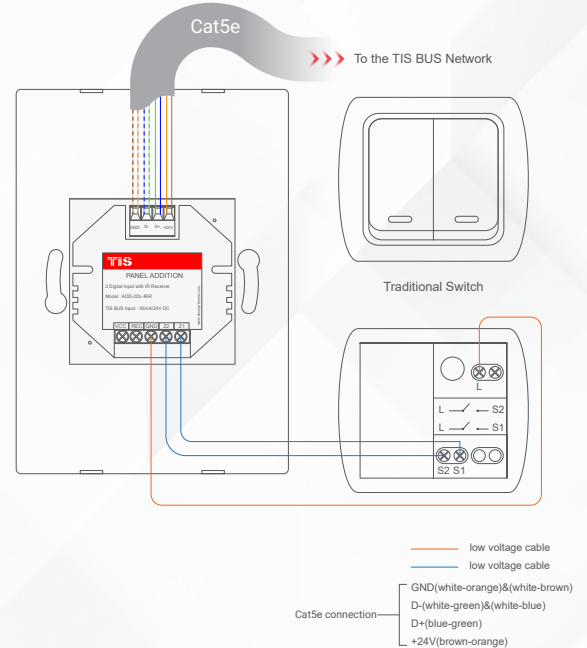 Cat5e
To the TIS BUS Network
GND D- D+ +24V
TIS
PANEL ADDITION
2 Digital Input with IR Receiver
Model : ADD-2DL-IRR
TIS BUS Input : 40mA\24V DC
VCC REC GND Z2 Z1
Traditional Switch
L
L S2
L S1
S2 S1
low voltage cable
low voltage cable
Cat5e connection
GND(white-orange)&(white-brown)
D-(white-green)&(white-blue)
D+(blue-green)
+24V(brown-orange)